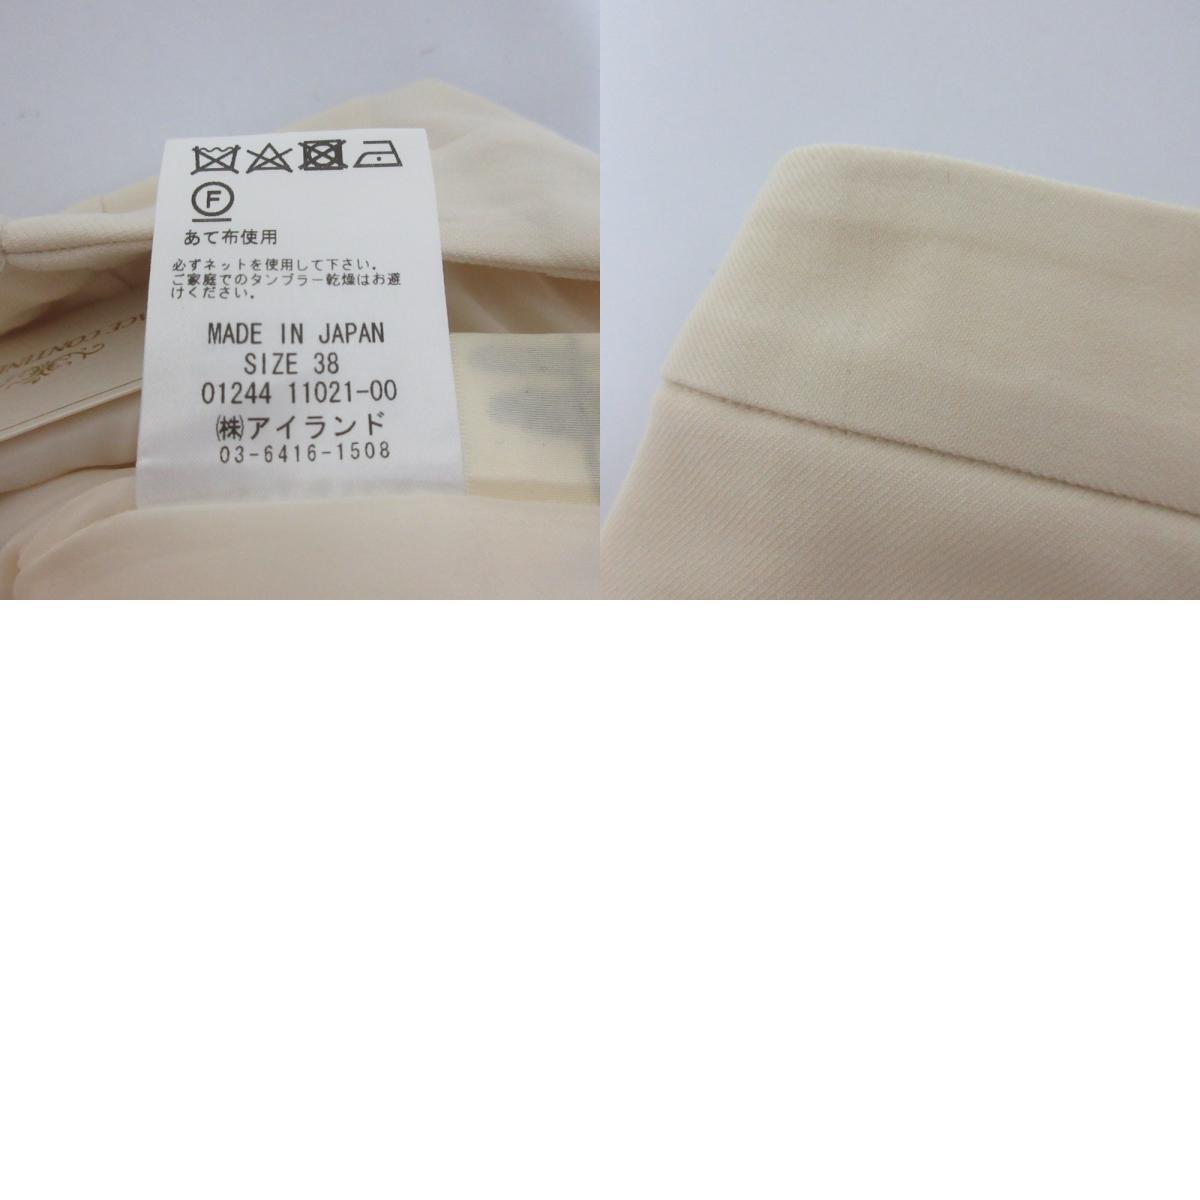 F
あて布使用
必ずネットを使用して下さい。
ご家庭でのタンブラー乾燥はお避
けください。
MADE IN JAPAN
SIZE 38
01244 11021-00
㈱アイランド
03-6416-1508